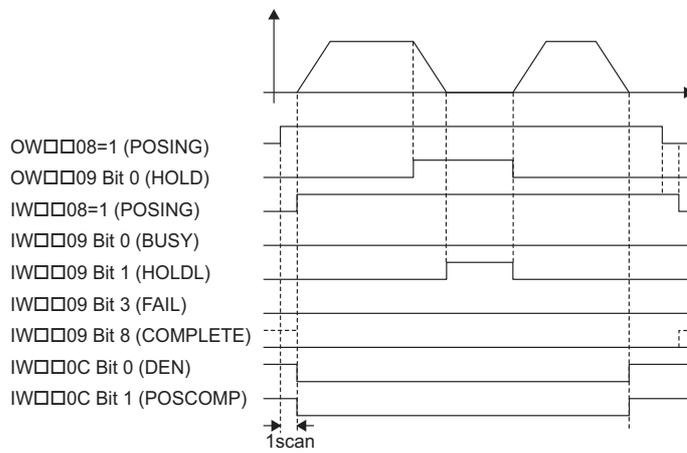 OW□□08=1 (POSING)
OW□□09 Bit 0 (HOLD)
IW□□08=1 (POSING)
IW□□09 Bit 0 (BUSY)
IW□□09 Bit 1 (HOLDL)
IW□□09 Bit 3 (FAIL)
IW□□09 Bit 8 (COMPLETE)
IW□□0C Bit 0 (DEN)
IW□□0C Bit 1 (POSCOMP)
1scan